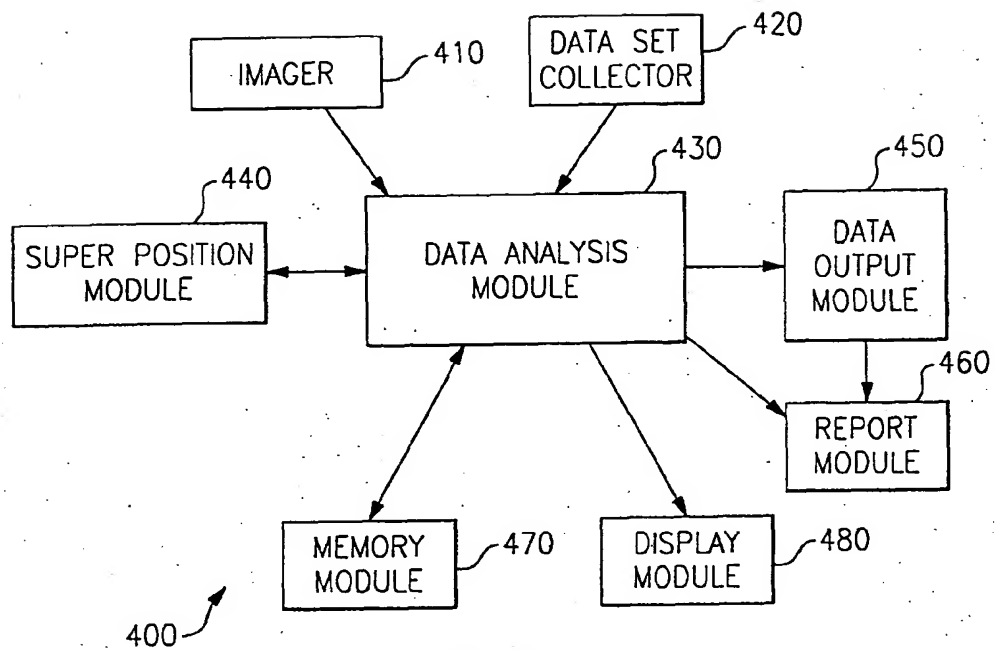 IMAGER
410
DATA SET
COLLECTOR
420
430
440
450
SUPER POSITION
MODULE
DATA ANALYSIS
MODULE
DATA
OUTPUT
MODULE
460
REPORT
MODULE
MEMORY
MODULE
470
DISPLAY
MODULE
480
400